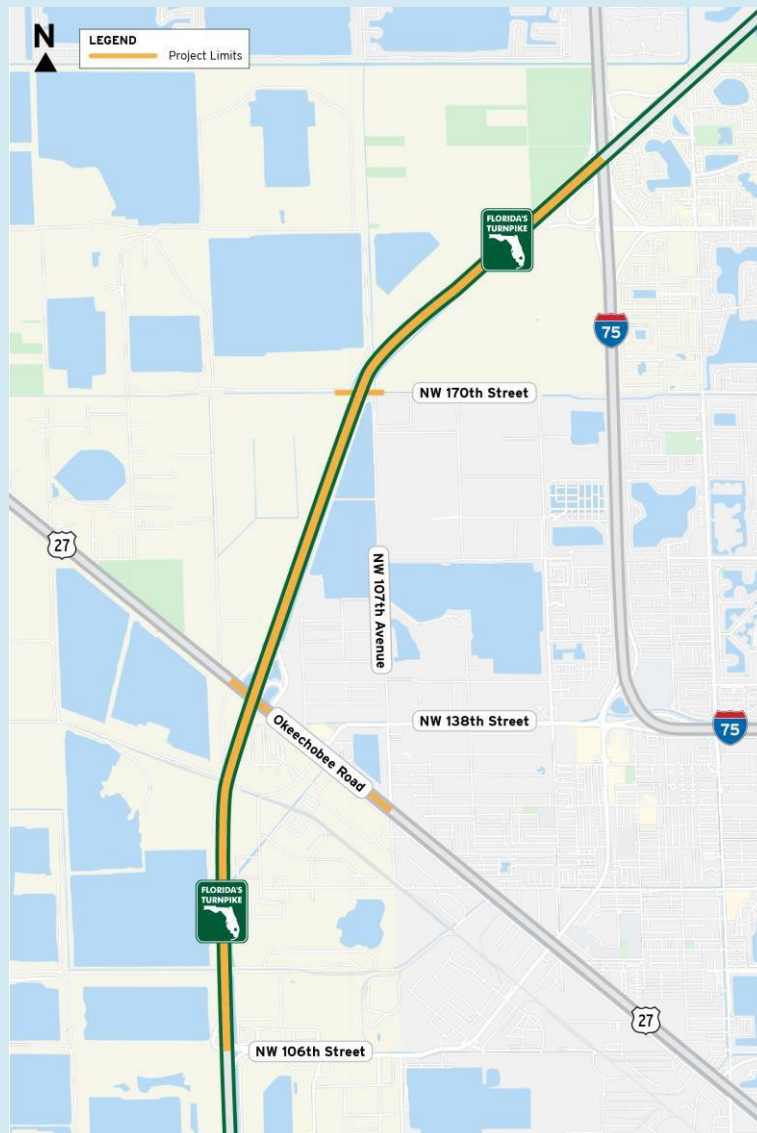 N
LEGEND
Project Limits
FLORIDA'S
TURNPIKE
75
NW 170th Street
27
NW 107th Avenue
NW 138th Street
75
Okeechobee Road
FLORIDA'S
TURNPIKE
27
NW 106th Street